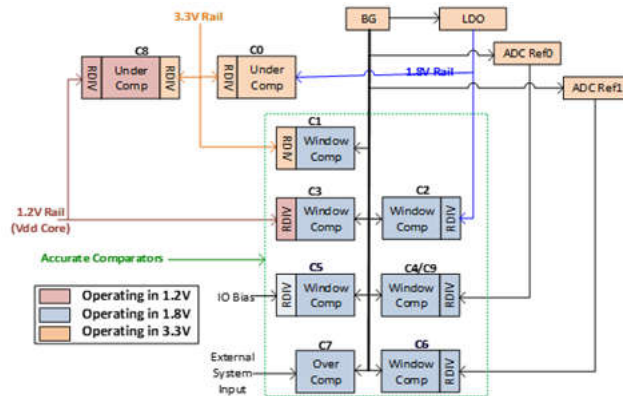 3.3V Rail
BG
LDO
C8
C0
RDIV
Under
Comp
RDIV
RDIV
Under
Comp
1.8V Rail
ADC Ref0
ADC Ref1
C1
RDIV
Window
Comp
C3
RDIV
Window
Comp
C2
Window
Comp
RDIV
1.2V Rail
(Vdd Core)
Accurate Comparators
C5
RDIV
Window
Comp
C4/C9
Window
Comp
RDIV
IO Bias
Operating in 1.2V
Operating in 1.8V
Operating in 3.3V
C7
Over
Comp
C6
Window
Comp
RDIV
External
System
Input